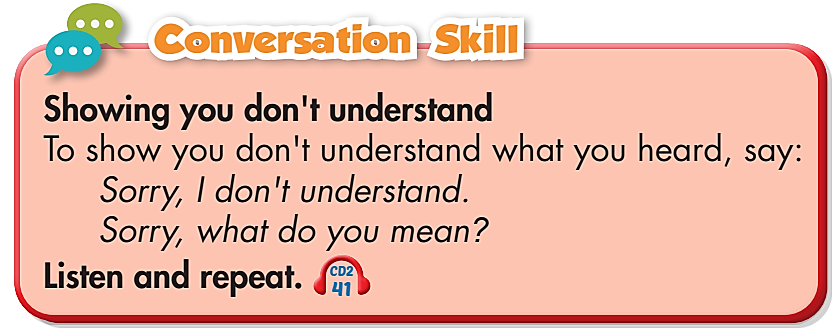 Conversation Skill
Showing you don't understand
To show you don't understand what you heard, say:
Sorry, I don't understand.
Sorry, what do you mean?
Listen and repeat. CD2
41